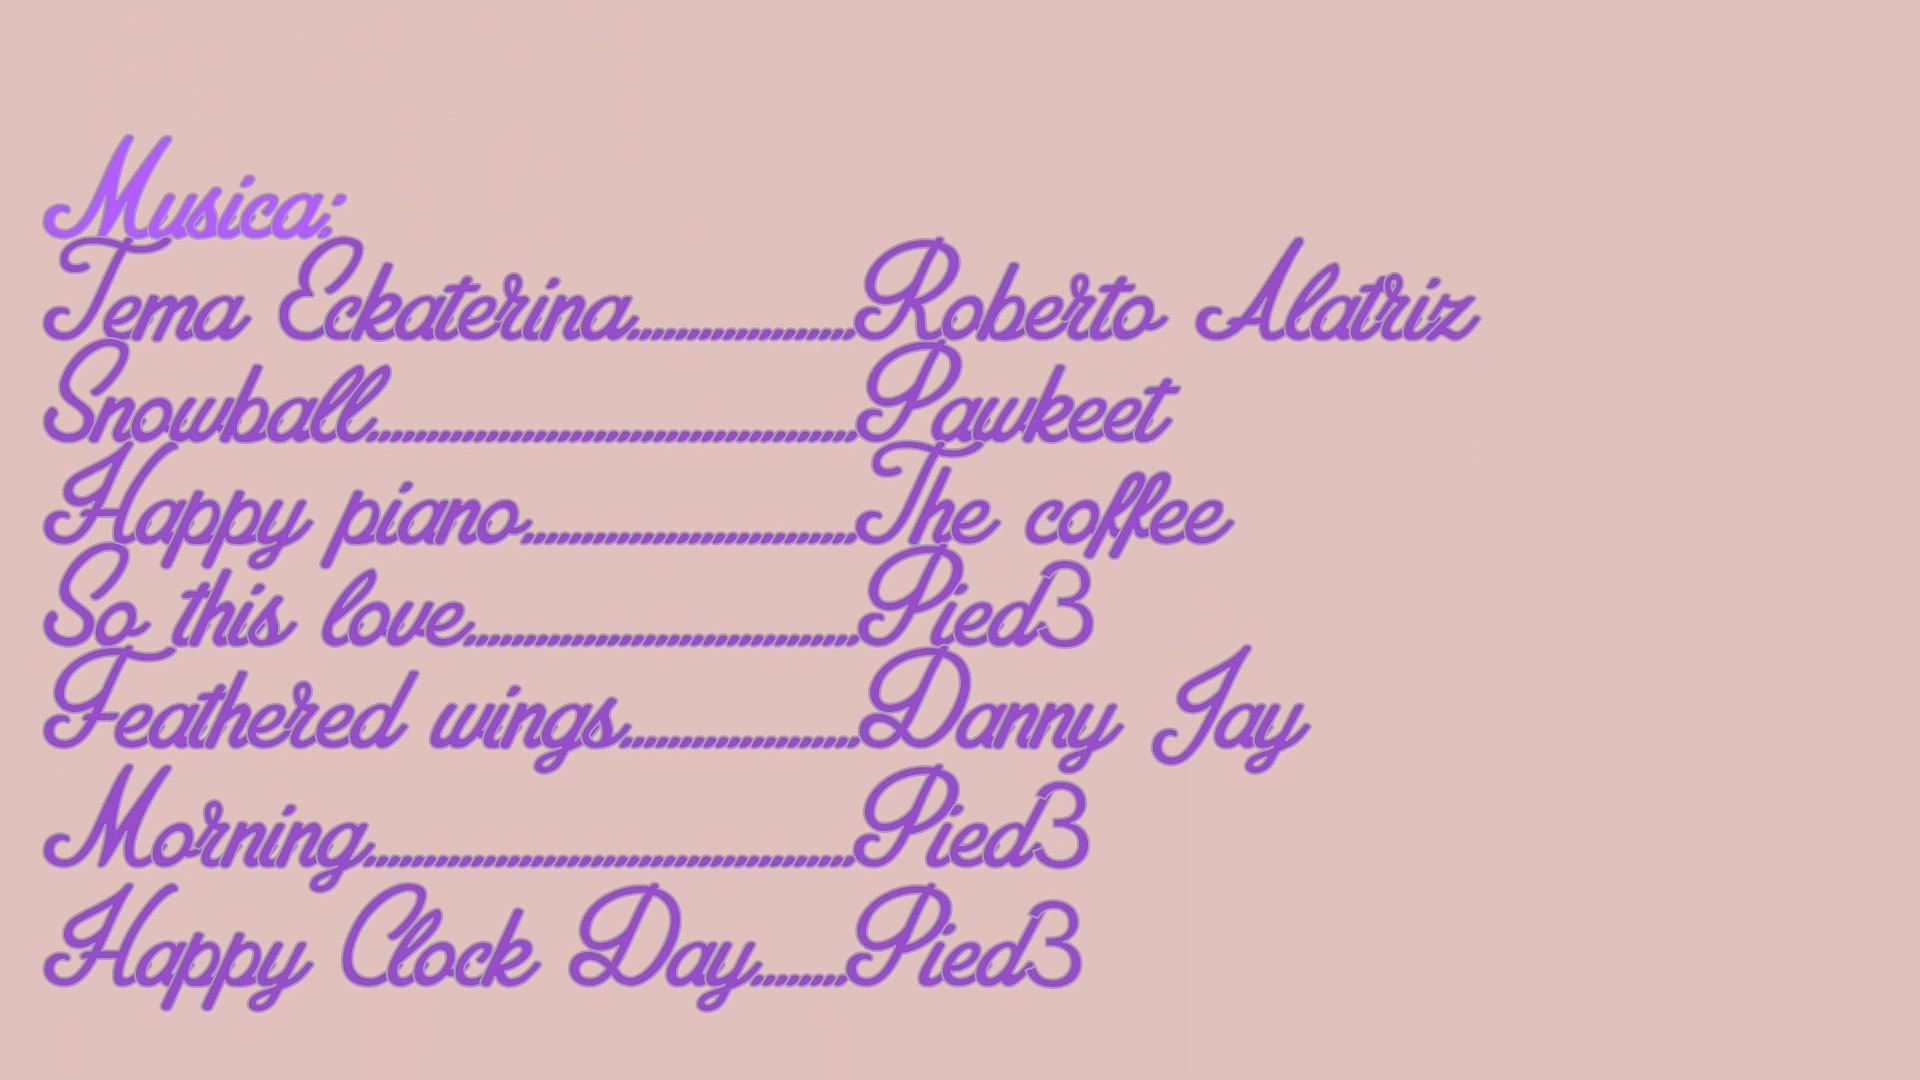 Musica:
Tema Eckaterina...................Roberto Alatriz
Snowball.........................................Pawkeet
Happy piano............................The coffee
So this love.................................Pied3
Feathered wings....................Danny Jay
Morning.........................................Pied3
Happy Clock Day........Pied3